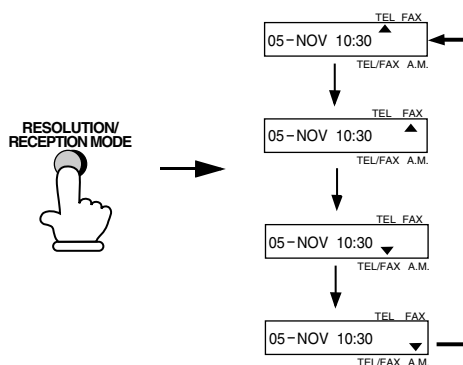 TEL FAX
05–NOV 10:30
TEL/FAX A.M.
RESOLUTION/
RECEPTION MODE
TEL FAX
05–NOV 10:30
TEL/FAX A.M.
TEL FAX
05–NOV 10:30
TEL/FAX A.M.
TEL FAX
05–NOV 10:30
TEL/FAX A.M.